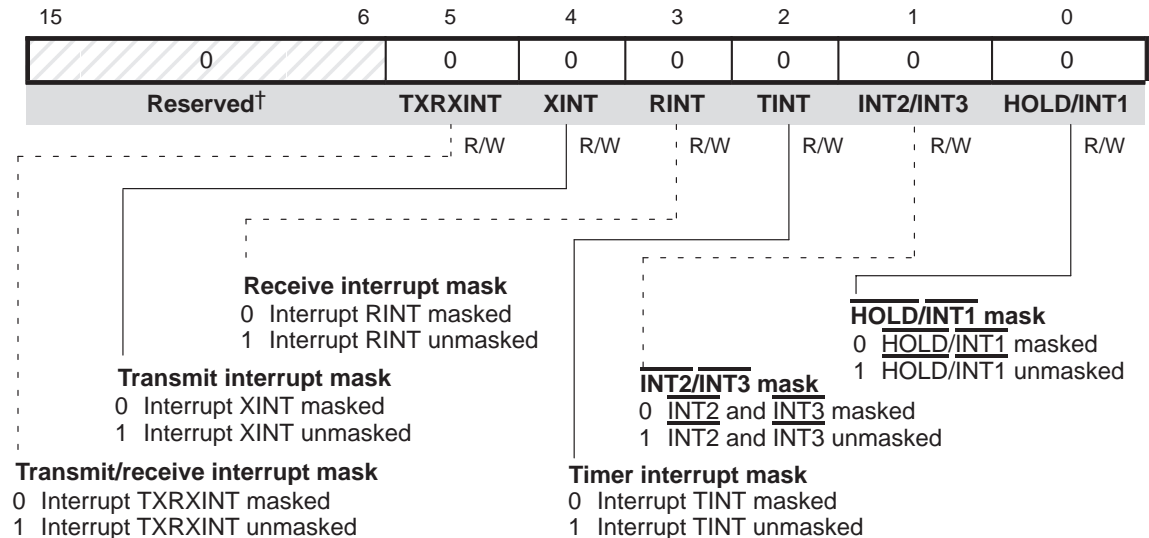 15 6 5 4 3 2 1 0
0 0 0 0 0 0 0
Reserved† TXRXINT XINT RINT TINT INT2/INT3 HOLD/INT1
R/W R/W R/W R/W R/W R/W
Receive interrupt mask
0 Interrupt RINT masked
1 Interrupt RINT unmasked
HOLD/INT1 mask
0 HOLD/INT1 masked
1 HOLD/INT1 unmasked
Transmit interrupt mask
0 Interrupt XINT masked
1 Interrupt XINT unmasked
INT2/INT3 mask
0 INT2 and INT3 masked
1 INT2 and INT3 unmasked
Transmit/receive interrupt mask
0 Interrupt TXRXINT masked
1 Interrupt TXRXINT unmasked
Timer interrupt mask
0 Interrupt TINT masked
1 Interrupt TINT unmasked